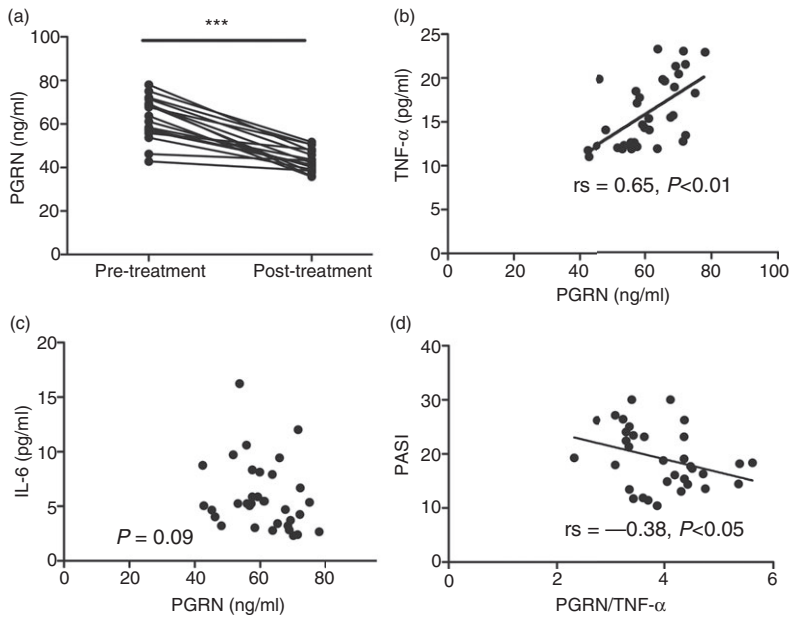 (a)
***
100
80
60
40
20
0
PGRN (ng/ml)
Pre-treatment
Post-treatment
(b)
25
20
15
10
5
0
TNF-α (pg/ml)
rs = 0.65, P<0.01
0 20 40 60 80 100
PGRN (ng/ml)
(c)
20
15
10
5
0
IL-6 (pg/ml)
P = 0.09
0 20 40 60 80
PGRN (ng/ml)
(d)
40
30
20
10
0
PASI
rs = —0.38, P<0.05
0 2 4 6
PGRN/TNF-α